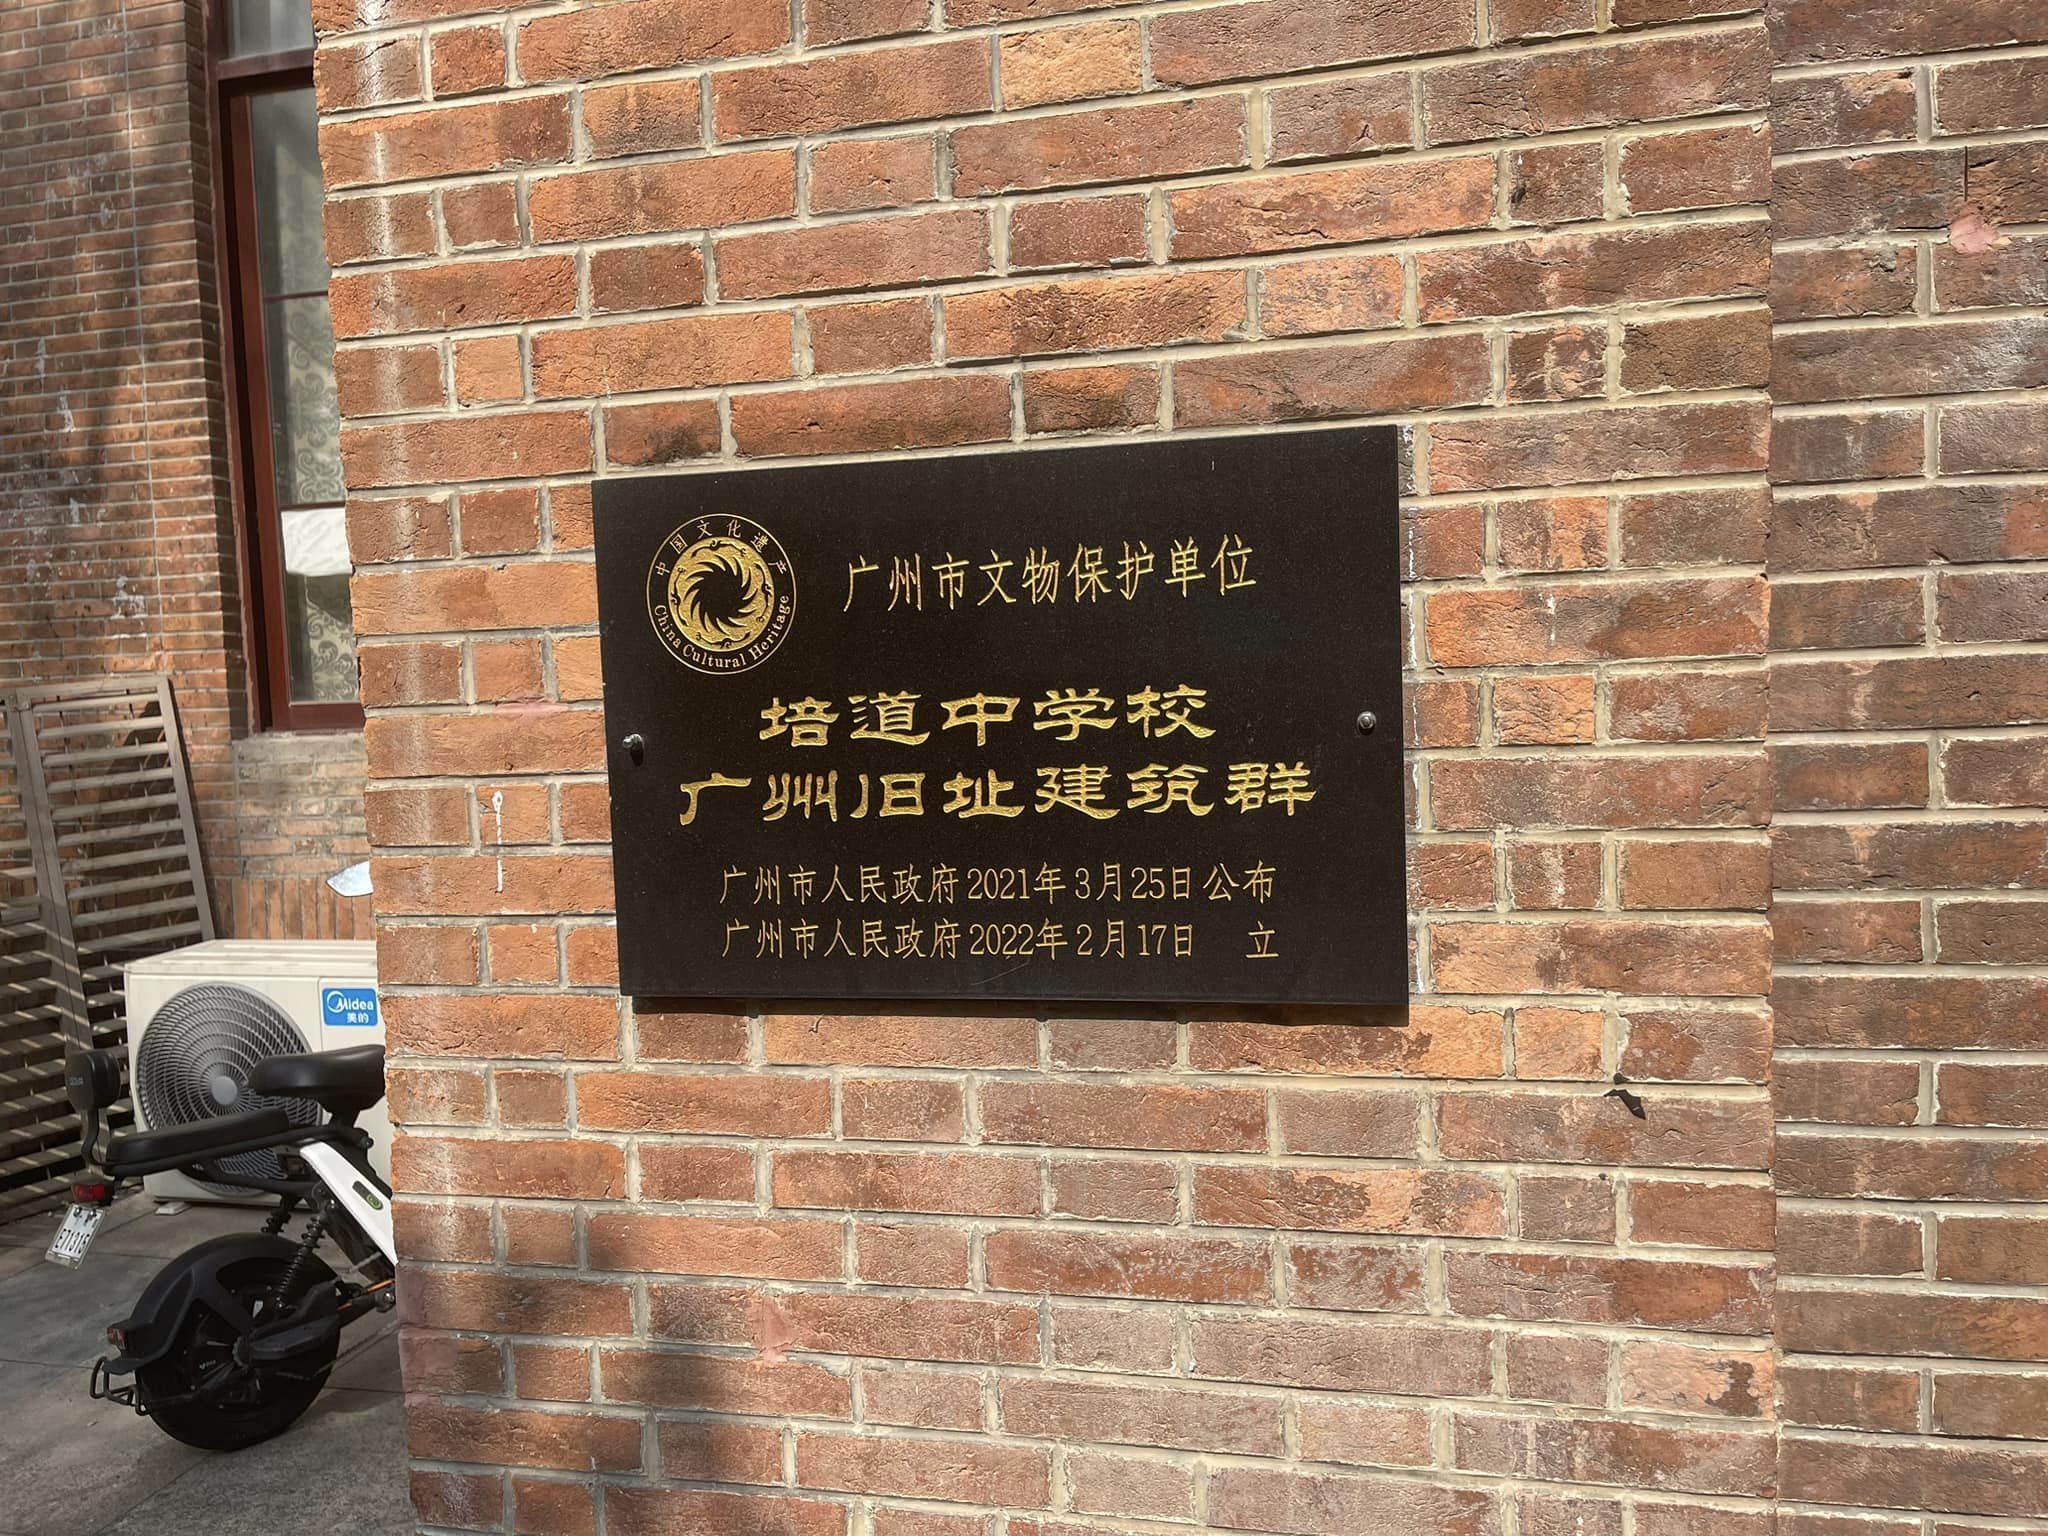 中国文化遗产
China Cultural Heritage
广州市文物保护单位
培道中学校
广州旧址建筑群
广州市人民政府2021年3月25日公布
广州市人民政府2022年2月17日 立
Midea
美的
E71315